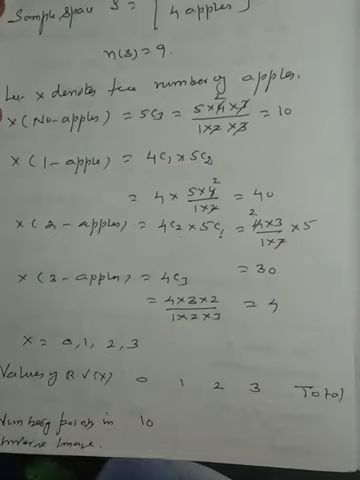 Sample space S = [ 4 apples ]
n(s) = 9.
Let X denotes the number of apples.
X (No-apples) = 5C3 = 5×4×3 / 1×2×3 = 10
X (1-apple) = 4C1 × 5C2
= 4 × 5×4 2 / 1×2 = 40
X (2-apples) = 4C2 × 5C1 = 2 4×3 / 1×2 × 5
= 30
X (3-apples) = 4C3
= 4×3×2 / 1×2×3 = 4
X = 0, 1, 2, 3
Values of R.V(X) 0 1 2 3 Total
Number of points in 10
inverse image.